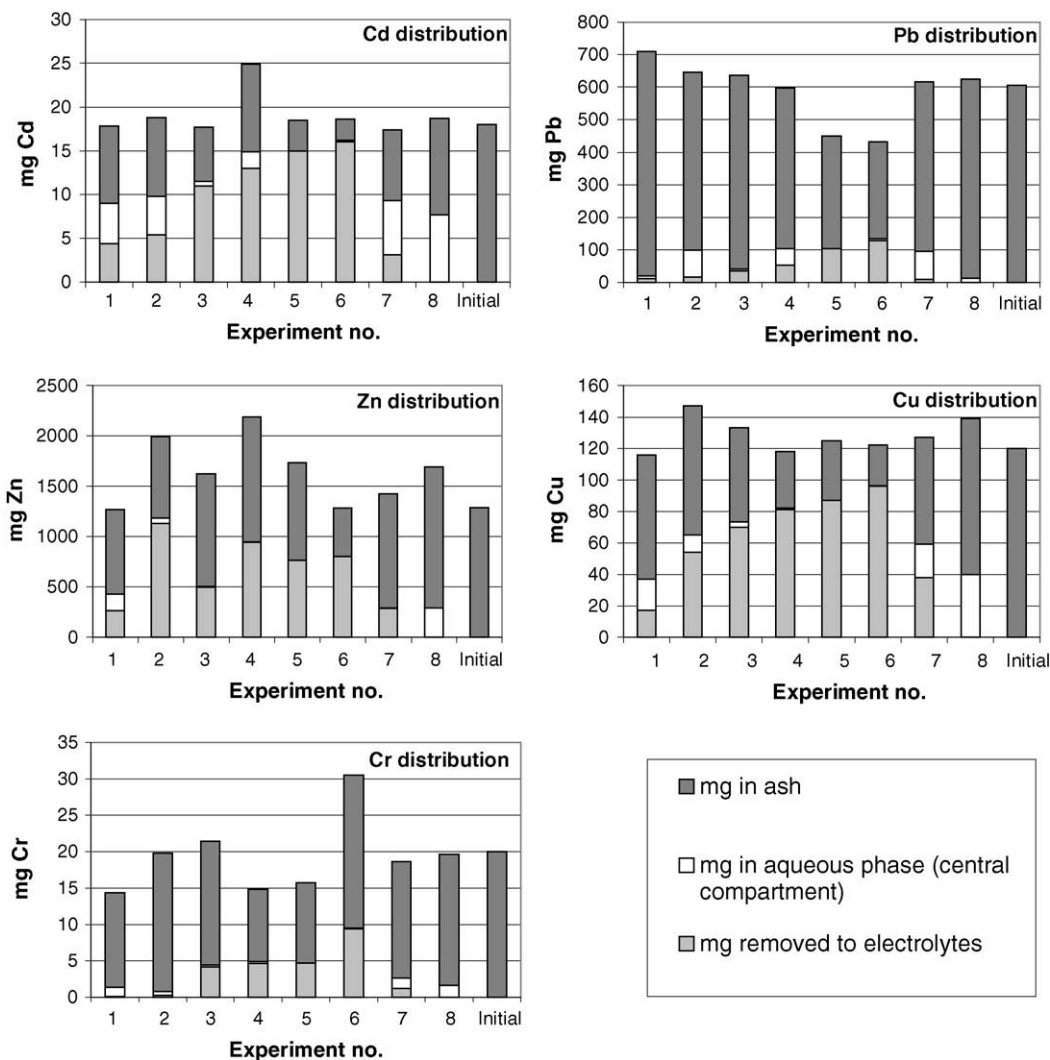 Cd distribution
30
25
20
15
10
5
0
mg Cd
1 2 3 4 5 6 7 8 Initial
Experiment no.
Pb distribution
800
700
600
500
400
300
200
100
0
mg Pb
1 2 3 4 5 6 7 8 Initial
Experiment no.
Zn distribution
2500
2000
1500
1000
500
0
mg Zn
1 2 3 4 5 6 7 8 Initial
Experiment no.
Cu distribution
160
140
120
100
80
60
40
20
0
mg Cu
1 2 3 4 5 6 7 8 Initial
Experiment no.
Cr distribution
35
30
25
20
15
10
5
0
mg Cr
1 2 3 4 5 6 7 8 Initial
Experiment no.
mg in ash
mg in aqueous phase (central
compartment)
mg removed to electrolytes